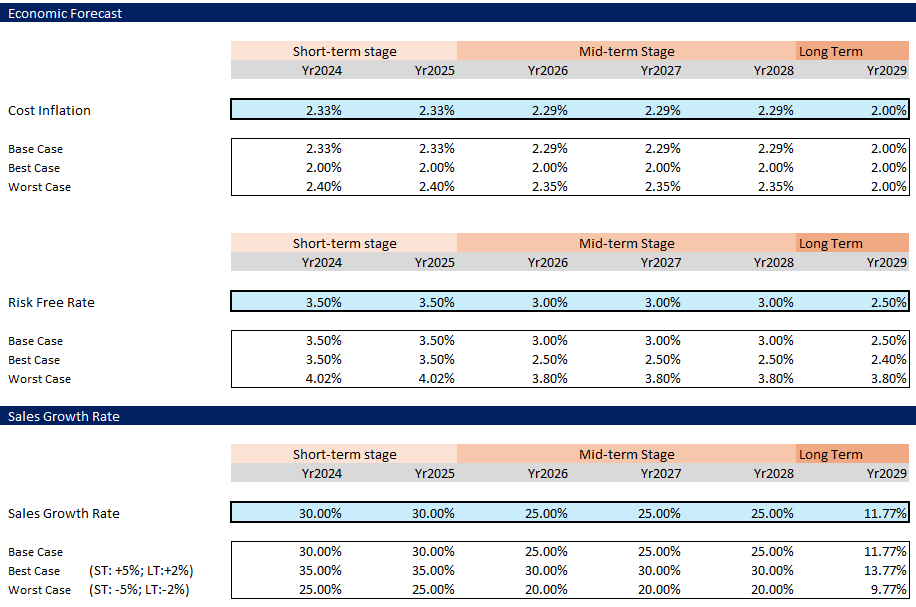 Economic Forecast
Short-term stage Mid-term Stage Long Term
Yr2024 Yr2025 Yr2026 Yr2027 Yr2028 Yr2029
Cost Inflation 2.33% 2.33% 2.29% 2.29% 2.29% 2.00%
Base Case 2.33% 2.33% 2.29% 2.29% 2.29% 2.00%
Best Case 2.00% 2.00% 2.00% 2.00% 2.00% 2.00%
Worst Case 2.40% 2.40% 2.35% 2.35% 2.35% 2.00%
Short-term stage Mid-term Stage Long Term
Yr2024 Yr2025 Yr2026 Yr2027 Yr2028 Yr2029
Risk Free Rate 3.50% 3.50% 3.00% 3.00% 3.00% 2.50%
Base Case 3.50% 3.50% 3.00% 3.00% 3.00% 2.50%
Best Case 3.50% 3.50% 2.50% 2.50% 2.50% 2.40%
Worst Case 4.02% 4.02% 3.80% 3.80% 3.80% 3.80%
Sales Growth Rate
Short-term stage Mid-term Stage Long Term
Yr2024 Yr2025 Yr2026 Yr2027 Yr2028 Yr2029
Sales Growth Rate 30.00% 30.00% 25.00% 25.00% 25.00% 11.77%
Base Case 30.00% 30.00% 25.00% 25.00% 25.00% 11.77%
Best Case (ST: +5%; LT:+2%) 35.00% 35.00% 30.00% 30.00% 30.00% 13.77%
Worst Case (ST: -5%; LT:-2%) 25.00% 25.00% 20.00% 20.00% 20.00% 9.77%